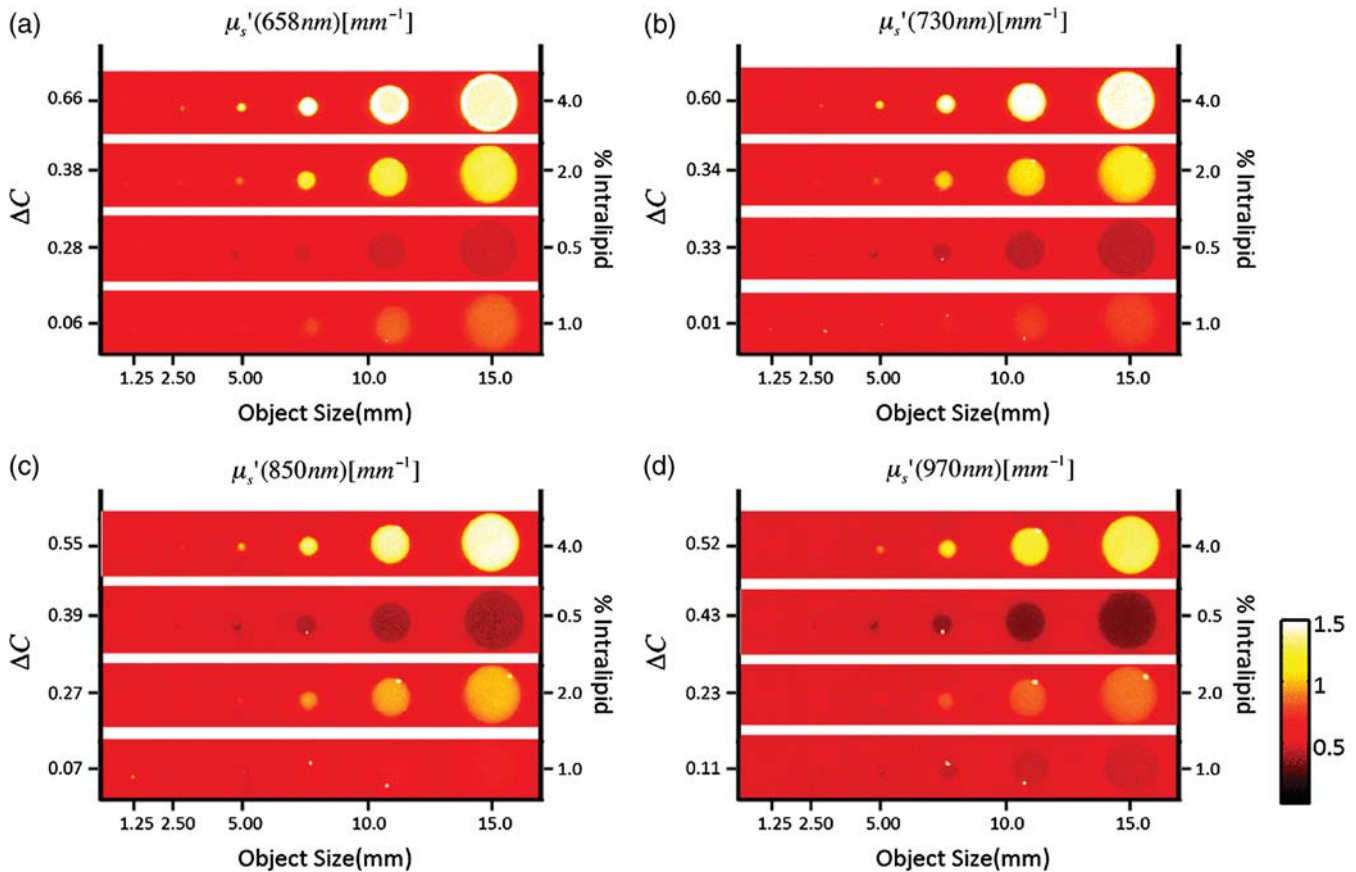 (a)
μs'(658nm)[mm⁻¹]
0.66
0.38
0.28
0.06
ΔC
4.0
2.0
0.5
1.0
% Intralipid
1.25 2.50 5.00 10.0 15.0
Object Size(mm)
(b)
μs'(730nm)[mm⁻¹]
0.60
0.34
0.33
0.01
ΔC
4.0
2.0
0.5
1.0
% Intralipid
1.25 2.50 5.00 10.0 15.0
Object Size(mm)
(c)
μs'(850nm)[mm⁻¹]
0.55
0.39
0.27
0.07
ΔC
4.0
0.5
2.0
1.0
% Intralipid
1.25 2.50 5.00 10.0 15.0
Object Size(mm)
(d)
μs'(970nm)[mm⁻¹]
0.52
0.43
0.23
0.11
ΔC
4.0
0.5
2.0
1.0
% Intralipid
1.25 2.50 5.00 10.0 15.0
Object Size(mm)
1.5
1
0.5